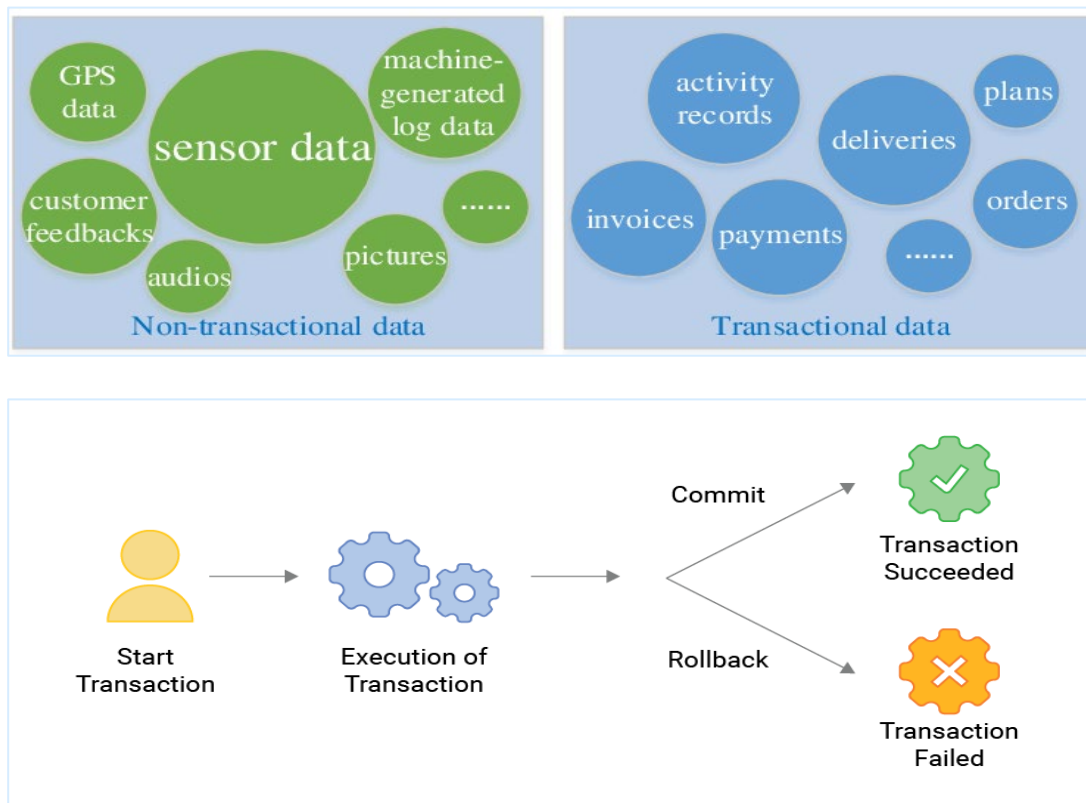 GPS
data
sensor data
machine-
generated
log data
customer
feedbacks
audios
pictures
......
Non-transactional data
activity
records
deliveries
plans
invoices
payments
orders
......
Transactional data
Start
Transaction
Execution of
Transaction
Commit
Rollback
Transaction
Succeeded
Transaction
Failed